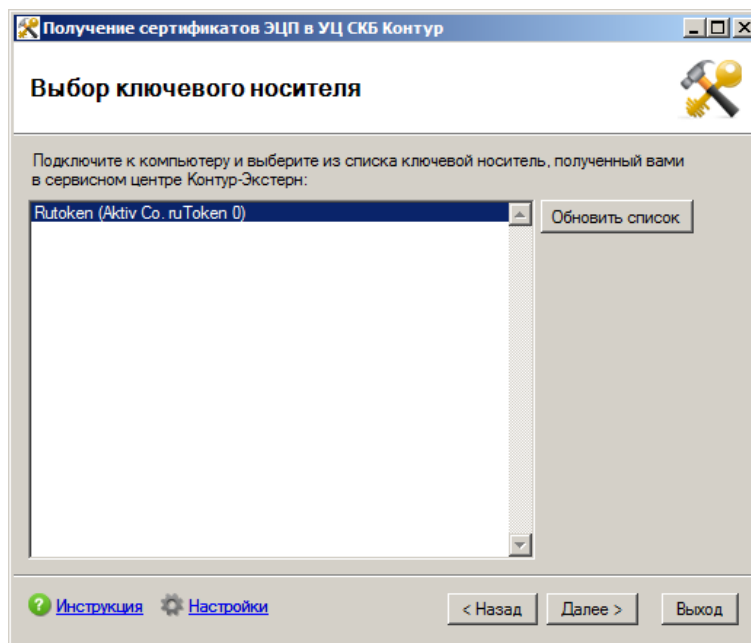 Получение сертификатов ЭЦП в УЦ СКБ Контур
Выбор ключевого носителя
Подключите к компьютеру и выберите из списка ключевой носитель, полученный вами
в сервисном центре Контур-Экстерн:
Rutoken (Aktiv Co. ruToken 0)
Обновить список
Инструкция
Настройки
< Назад
Далее >
Выход